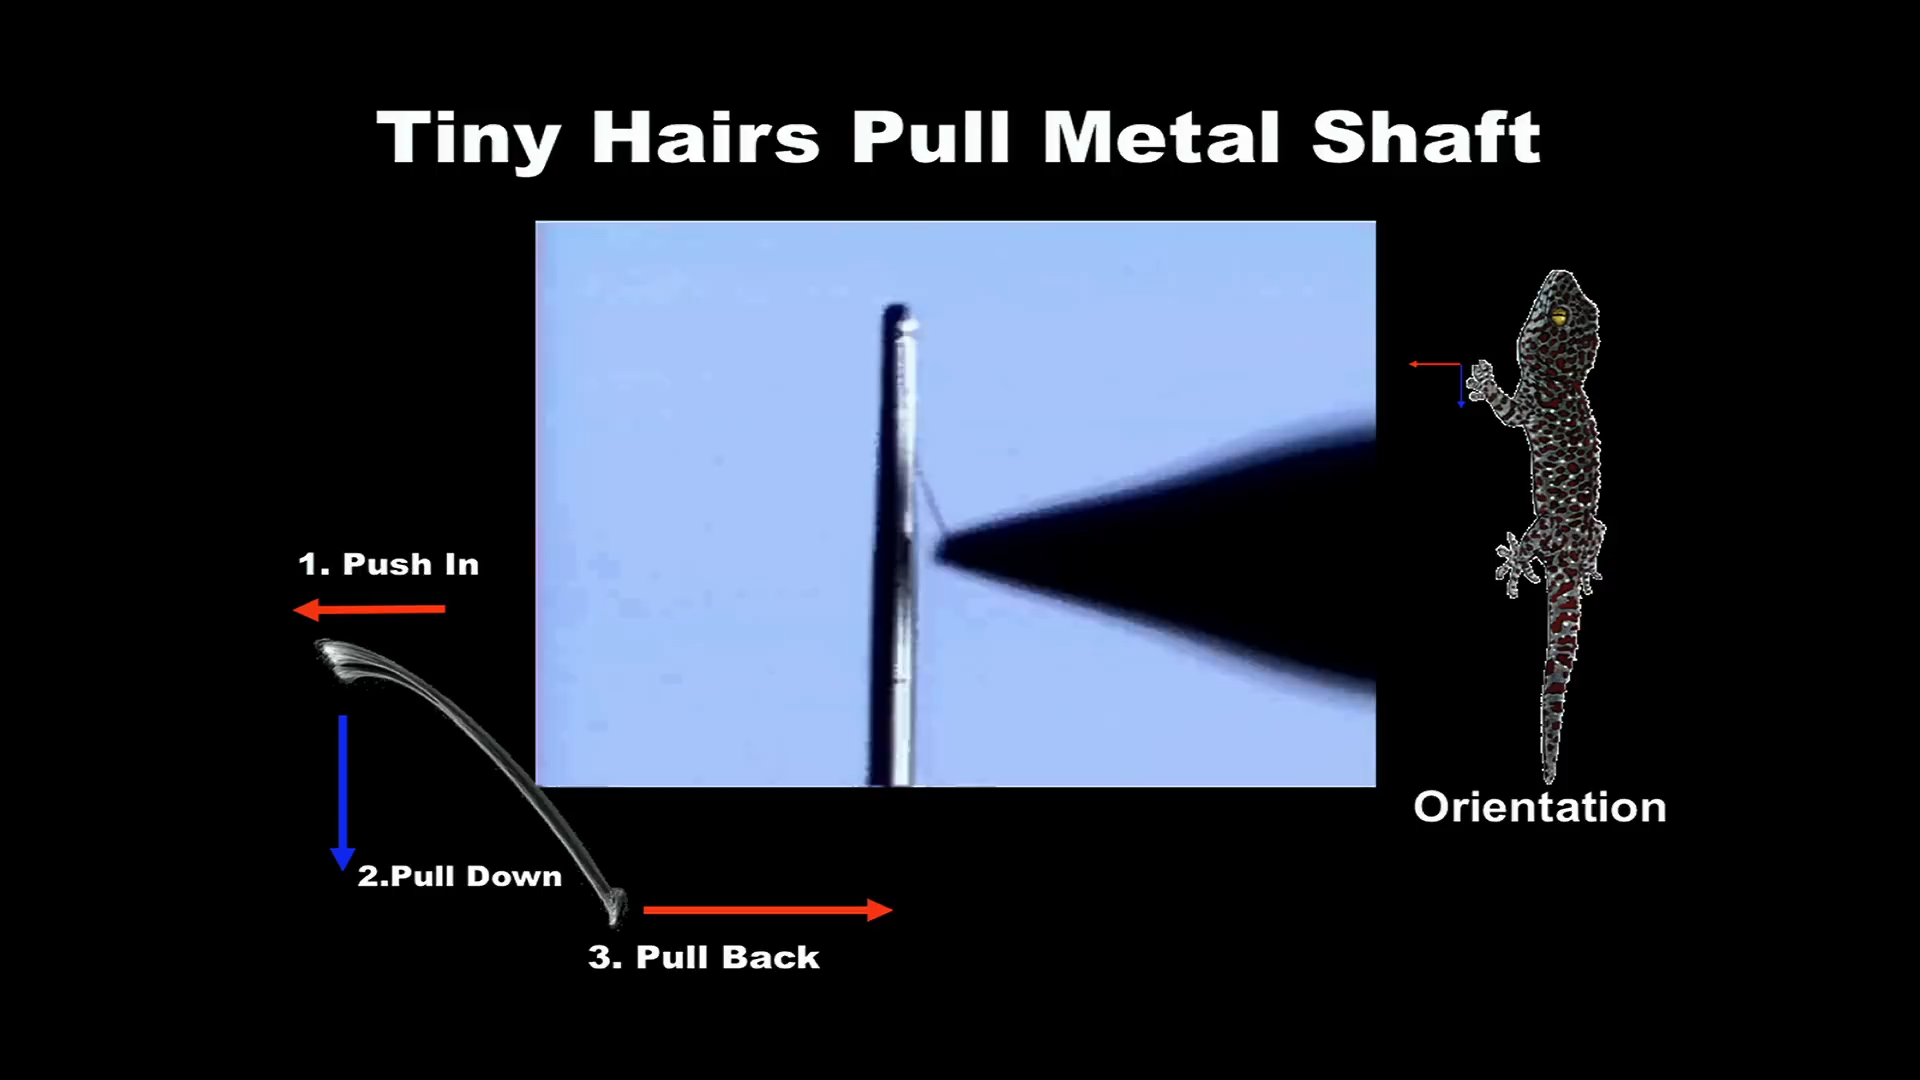 Tiny Hairs Pull Metal Shaft
1. Push In
2.Pull Down
3. Pull Back
Orientation